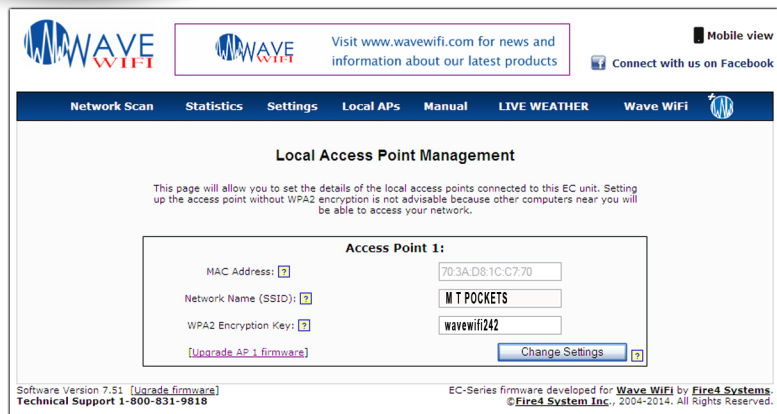 WAVE
WIFI
WAVE
WIFI
Visit www.wavewifi.com for news and
information about our latest products
Mobile view
Connect with us on Facebook
Network Scan Statistics Settings Local APs Manual LIVE WEATHER Wave WiFi
Local Access Point Management
This page will allow you to set the details of the local access points connected to this EC unit. Setting
up the access point without WPA2 encryption is not advisable because other computers near you will
be able to access your network.
Access Point 1:
MAC Address: ? 70:3A:D8:1C:C7:70
Network Name (SSID): ? M T POCKETS
WPA2 Encryption Key: ? wavewifi242
[Upgrade AP 1 firmware] Change Settings ?
Software Version 7.51 [Ugrade firmware] EC-Series firmware developed for Wave WiFi by Fire4 Systems.
Technical Support 1-800-831-9818 ©Fire4 System Inc., 2004-2014. All Rights Reserved.